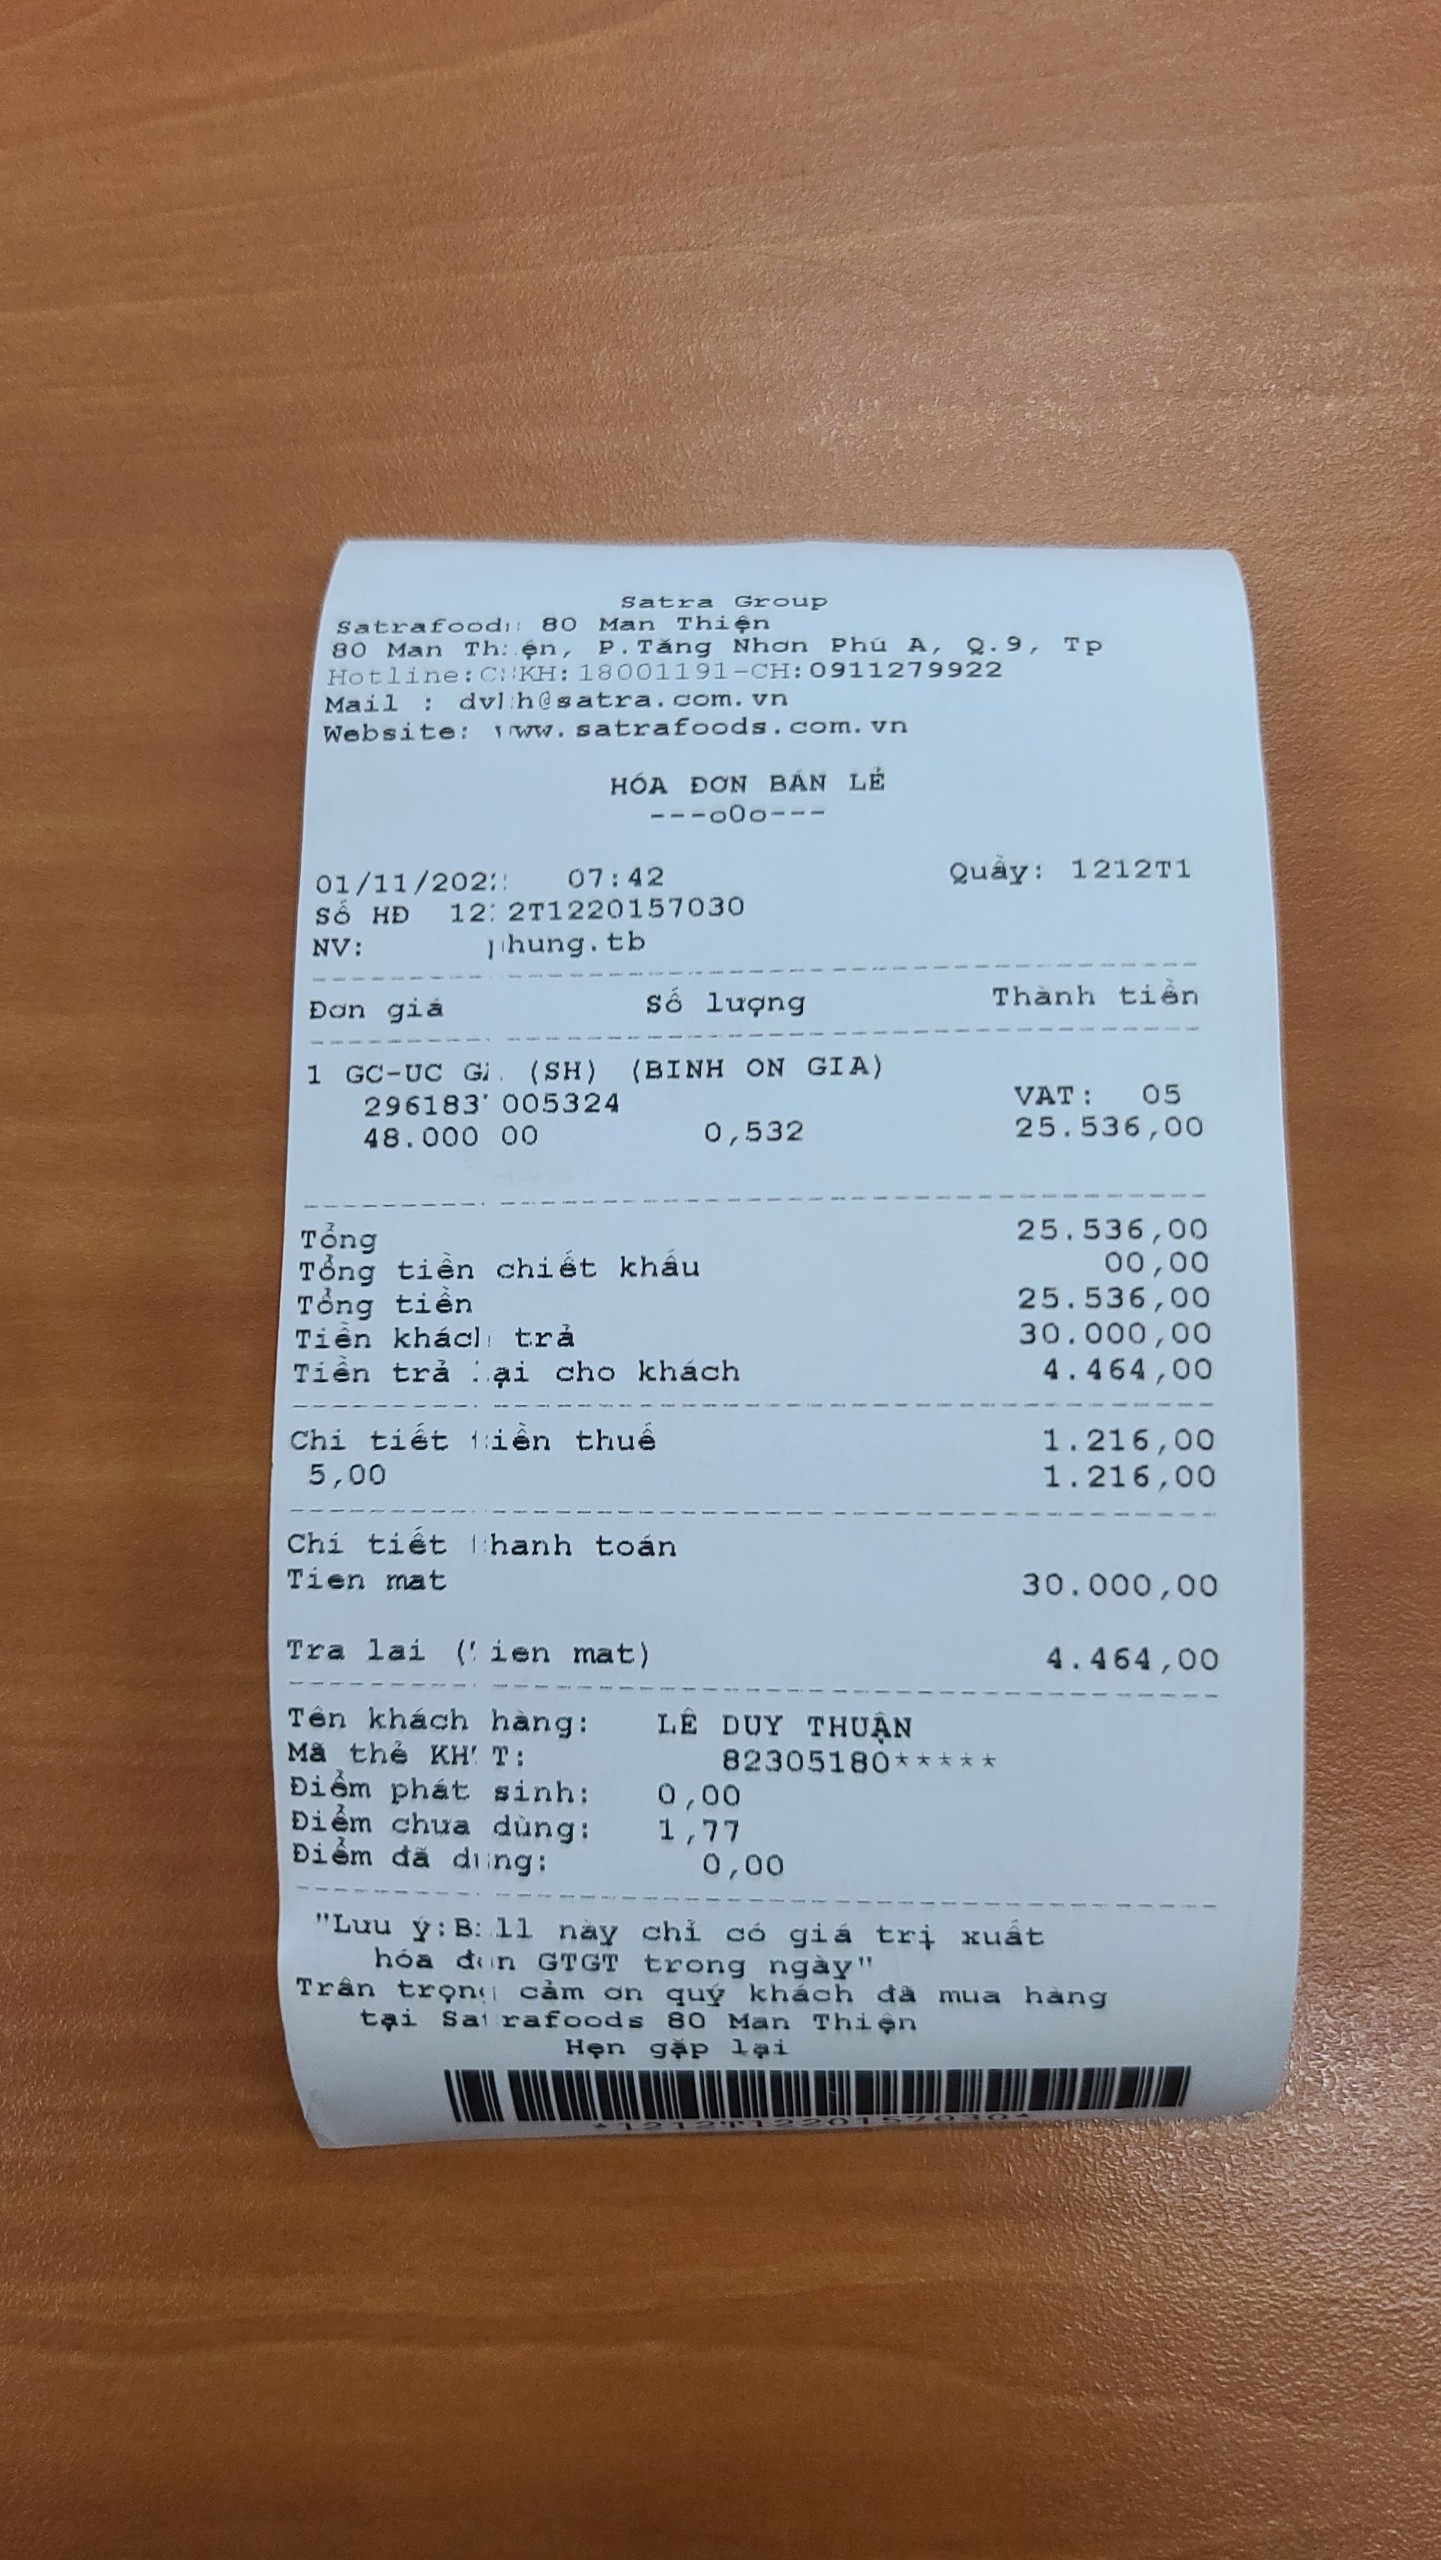 Satra Group
Satrafoods 80 Man Thiện
80 Man Thiện, P.Tăng Nhơn Phú A, Q.9, Tp
Hotline:CSKH:18001191-CH:0911279922
Mail : dvkh@satra.com.vn
Website: www.satrafoods.com.vn
HÓA ĐƠN BÁN LẺ
---o0o---
01/11/2022 07:42 Quầy: 1212T1
Số HĐ 1212T1220157030
NV: phung.tb
Đơn giá Số lượng Thành tiền
1 GC-UC (SH) (BINH ON GIA)
VAT: 05
48.000,00 0,532 25.536,00
Tổng 25.536,00
Tổng tiền chiết khấu 00,00
Tổng tiền 25.536,00
Tiền khách trả 30.000,00
Tiền trả lại cho khách 4.464,00
Chi tiết tiền thuế 1.216,00
5,00 1.216,00
Chi tiết thanh toán
Tien mat 30.000,00
Tra lai (Tien mat) 4.464,00
Tên khách hàng: LÊ DUY THUẬN
Mã thẻ KHTT: 82305180*****
Điểm phát sinh: 0,00
Điểm chưa dùng: 1,77
Điểm đã dùng: 0,00
"Lưu ý:Bill này chỉ có giá trị xuất
hóa đơn GTGT trong ngày"
Trân trọng cảm ơn quý khách đã mua hàng
tại Satrafoods 80 Man Thiện
Hẹn gặp lại
*1212T1220157030*